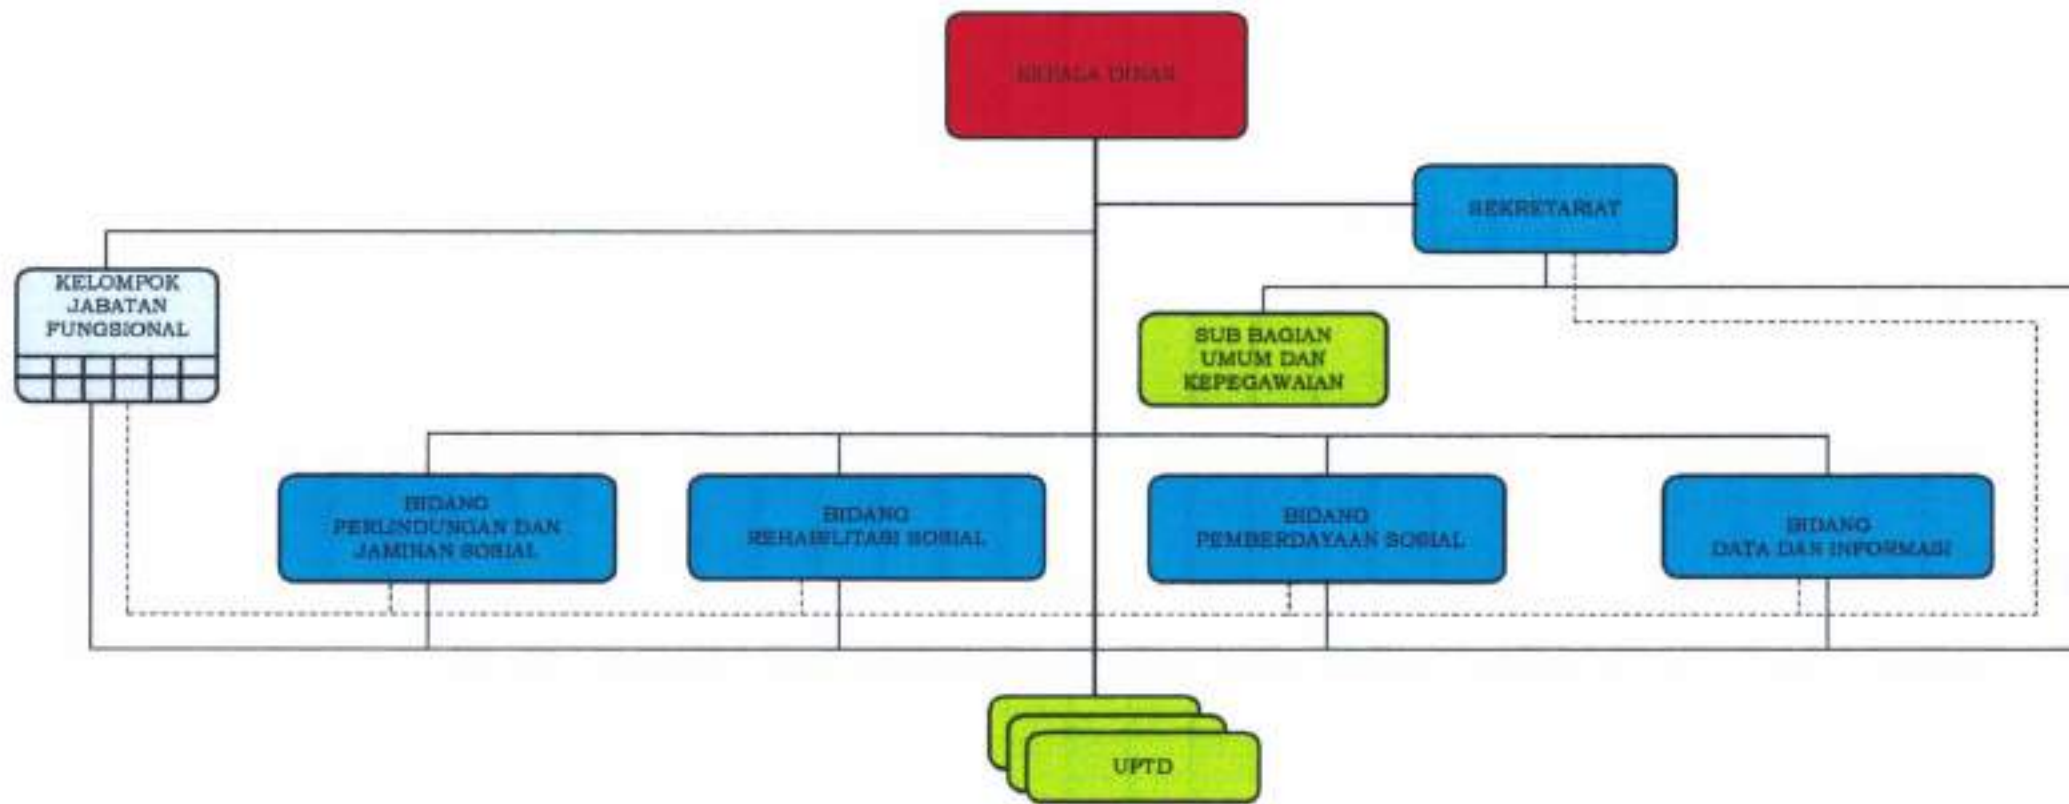 KEPALA DINAS
SEKRETARIAT
KELOMPOK
JABATAN
FUNGSIONAL
SUB BAGIAN
UMUM DAN
KEPEGAWAIAN
BIDANG
PERLINDUNGAN DAN
JAMINAN SOSIAL
BIDANG
REHABILITASI SOSIAL
BIDANG
PEMBERDAYAAN SOSIAL
BIDANG
DATA DAN INFORMASI
UPTD